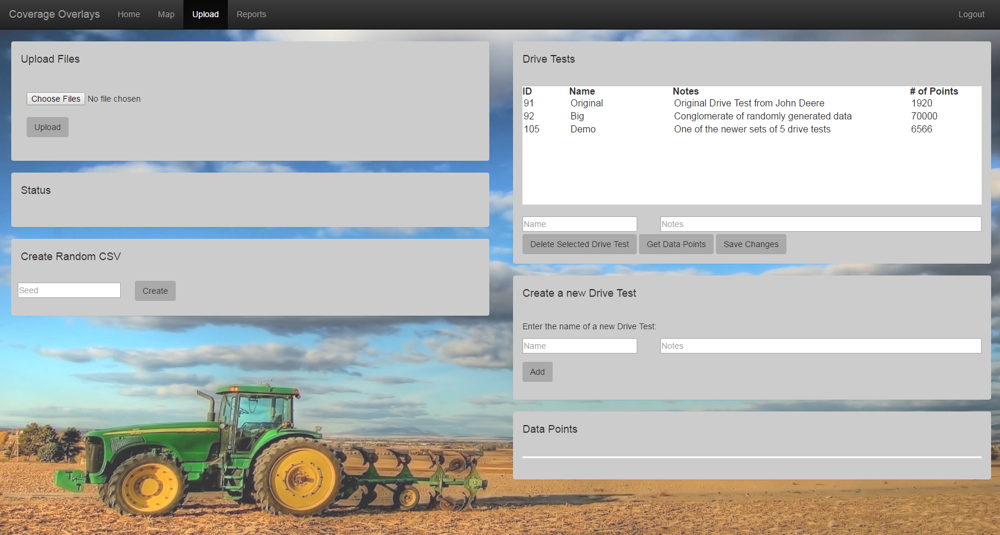 Coverage Overlays Home Map Upload Reports Logout
Upload Files
Choose Files No file chosen
Upload
Status
Create Random CSV
Seed Create
Drive Tests
ID Name Notes # of Points
91 Original Original Drive Test from John Deere 1920
92 Big Conglomerate of randomly generated data 70000
105 Demo One of the newer sets of 5 drive tests 6566
Name Notes
Delete Selected Drive Test Get Data Points Save Changes
Create a new Drive Test
Enter the name of a new Drive Test:
Name Notes
Add
Data Points